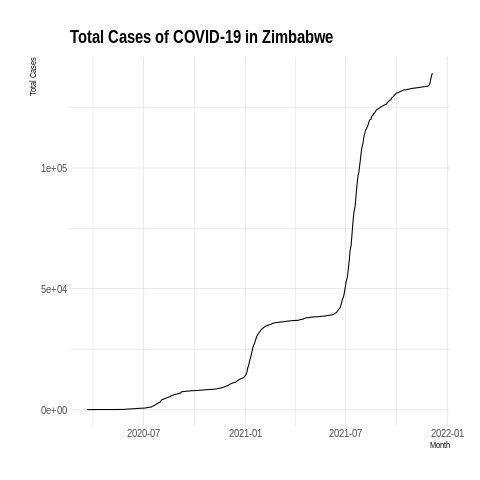 Total Cases of COVID-19 in Zimbabwe
Total Cases
1e+05
5e+04
0e+00
2020-07 2021-01 2021-07 2022-01
Month